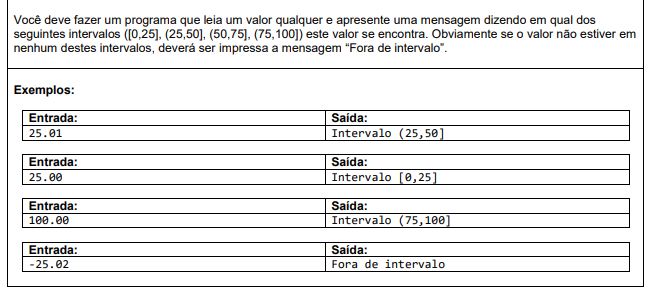 Você deve fazer um programa que leia um valor qualquer e apresente uma mensagem dizendo em qual dos
seguintes intervalos ([0,25], (25,50], (50,75], (75,100]) este valor se encontra. Obviamente se o valor não estiver em
nenhum destes intervalos, deverá ser impressa a mensagem “Fora de intervalo”.
Exemplos:
Entrada: Saída:
25.01 Intervalo (25,50]
Entrada: Saída:
25.00 Intervalo [0,25]
Entrada: Saída:
100.00 Intervalo (75,100]
Entrada: Saída:
-25.02 Fora de intervalo